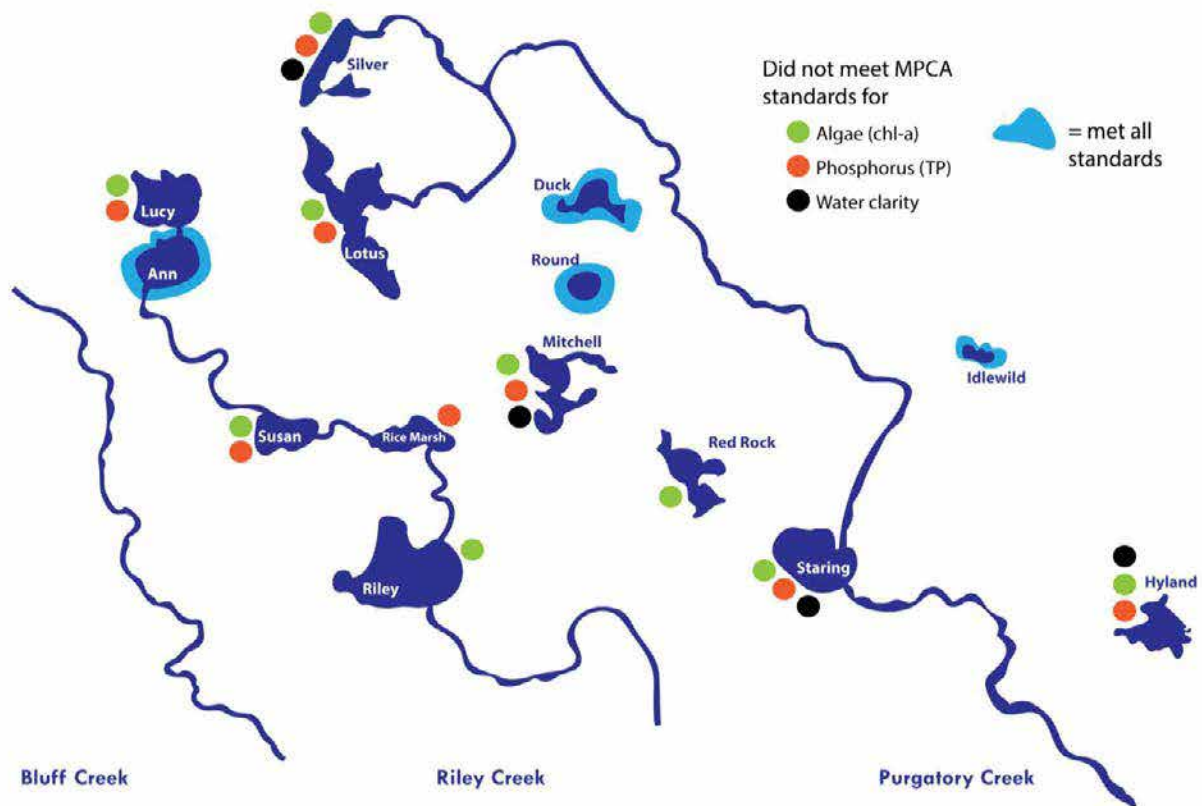 Silver
Did not meet MPCA
standards for
Algae (chl-a)
Phosphorus (TP)
Water clarity
= met all
standards
Duck
Lucy
Ann
Lotus
Round
Mitchell
Idlewild
Susan
Rice Marsh
Red Rock
Riley
Staring
Hyland
Bluff Creek
Riley Creek
Purgatory Creek